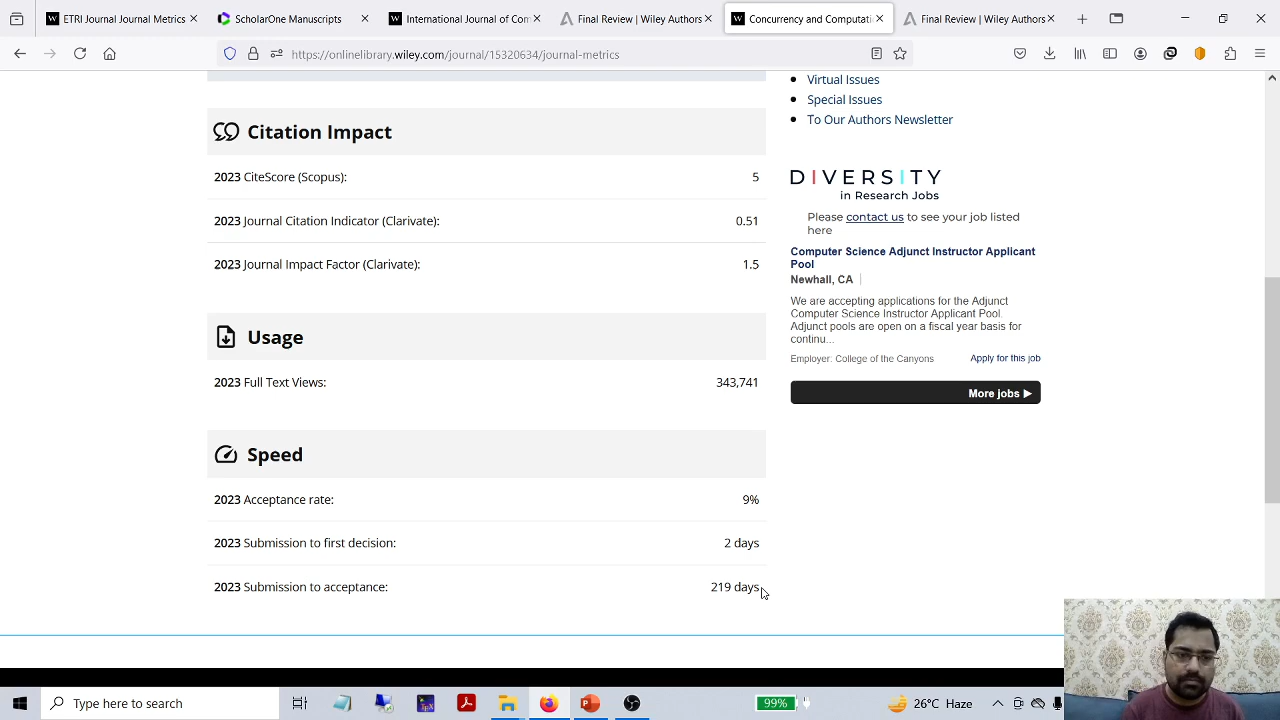 ETRI Journal Journal Metrics
ScholarOne Manuscripts
International Journal of Com
Final Review | Wiley Authors
Concurrency and Computati
Final Review | Wiley Authors
https://onlinelibrary.wiley.com/journal/15320634/journal-metrics
Virtual Issues
Special Issues
To Our Authors Newsletter
Citation Impact
2023 CiteScore (Scopus): 5
2023 Journal Citation Indicator (Clarivate): 0.51
2023 Journal Impact Factor (Clarivate): 1.5
Usage
2023 Full Text Views: 343,741
Speed
2023 Acceptance rate: 9%
2023 Submission to first decision: 2 days
2023 Submission to acceptance: 219 days
DIVERSITY
in Research Jobs
Please contact us to see your job listed
here
Computer Science Adjunct Instructor Applicant
Pool
Newhall, CA
We are accepting applications for the Adjunct
Computer Science Instructor Applicant Pool.
Adjunct pools are open on a fiscal year basis for
continu...
Employer: College of the Canyons Apply for this job
More jobs
Type here to search
99%
26°C Haze